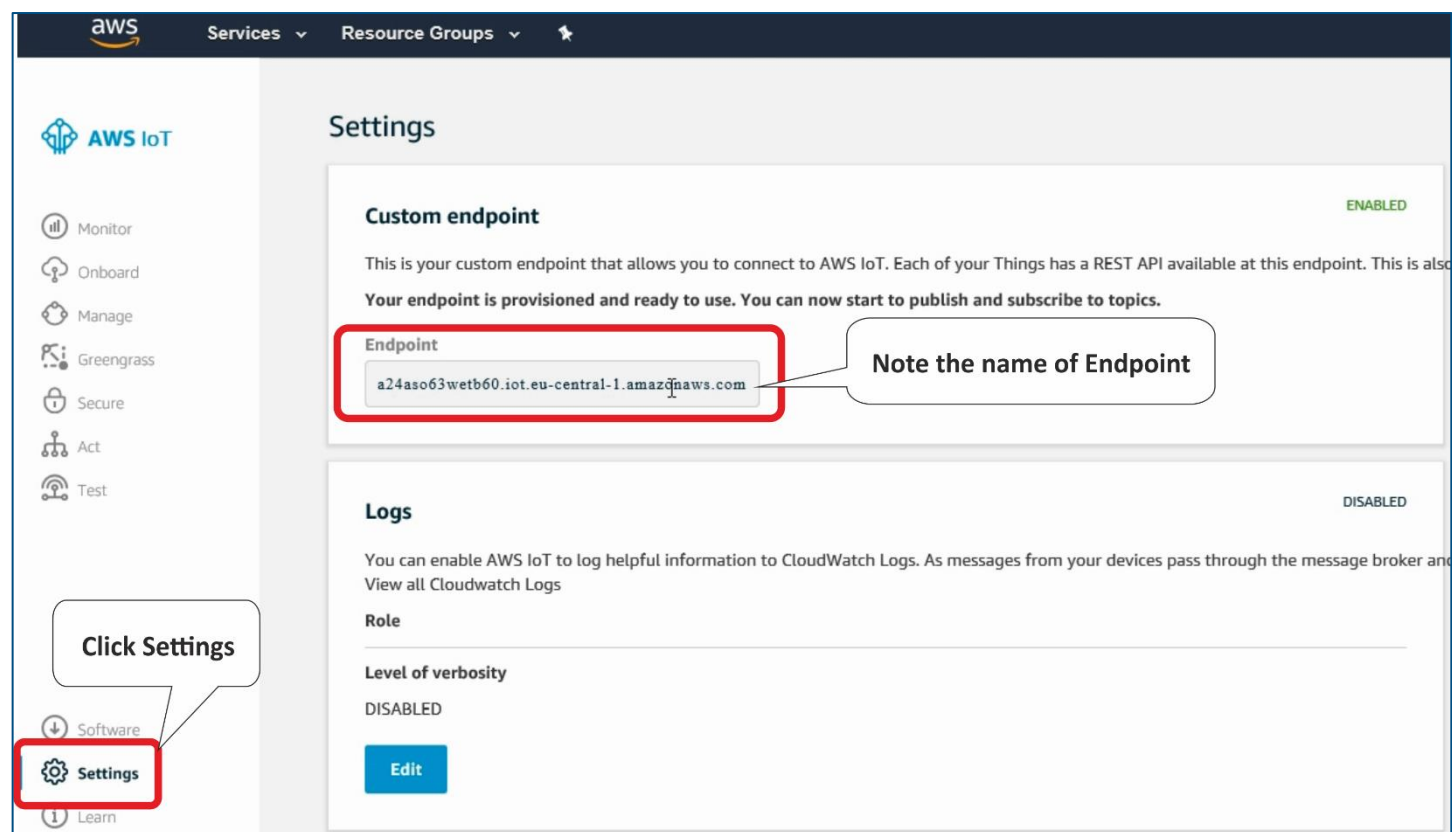 aws Services Resource Groups
AWS IoT
Monitor
Onboard
Manage
Greengrass
Secure
Act
Test
Click Settings
Software
Settings
Learn
Settings
Custom endpoint
ENABLED
This is your custom endpoint that allows you to connect to AWS IoT. Each of your Things has a REST API available at this endpoint. This is also
Your endpoint is provisioned and ready to use. You can now start to publish and subscribe to topics.
Endpoint
a24aso63wetb60.iot.eu-central-1.amazonaws.com
Note the name of Endpoint
Logs
DISABLED
You can enable AWS IoT to log helpful information to CloudWatch Logs. As messages from your devices pass through the message broker and
View all Cloudwatch Logs
Role
Level of verbosity
DISABLED
Edit